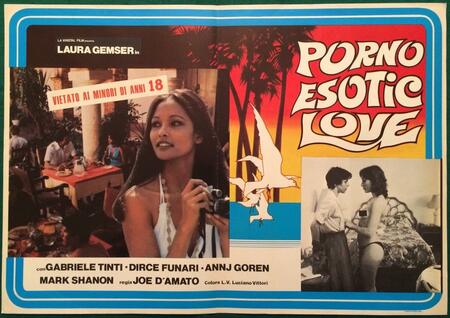 LA KRISTAL FILM presenta
LAURA GEMSER in
VIETATO AI MINORI DI ANNI 18
PORNO
ESOTIC
LOVE
con GABRIELE TINTI · DIRCE FUNARI · ANNJ GOREN
MARK SHANON regia JOE D'AMATO Colore L.V. Luciano Vittori